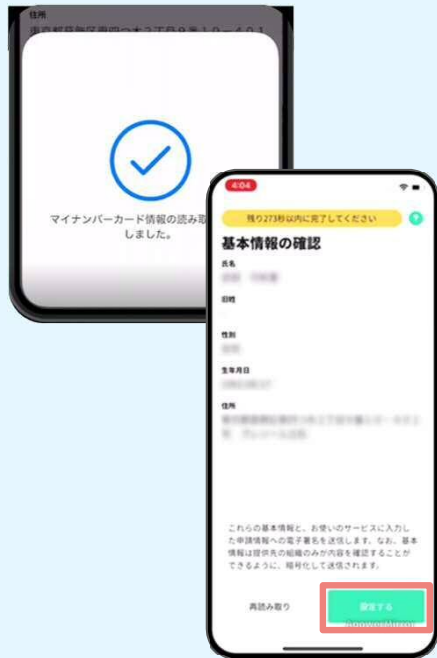 住所
マイナンバーカード情報の読み取
しました。
4:04
残り273秒以内に完了してください
?
基本情報の確認
氏名
旧姓
性別
生年月日
住所
これらの基本情報と、お使いのサービスに入力し
た申請情報への電子署名を送信します。なお、基本
情報は提供先の組織のみが内容を確認することが
できるように、暗号化して送信されます。
再読み取り
設定する